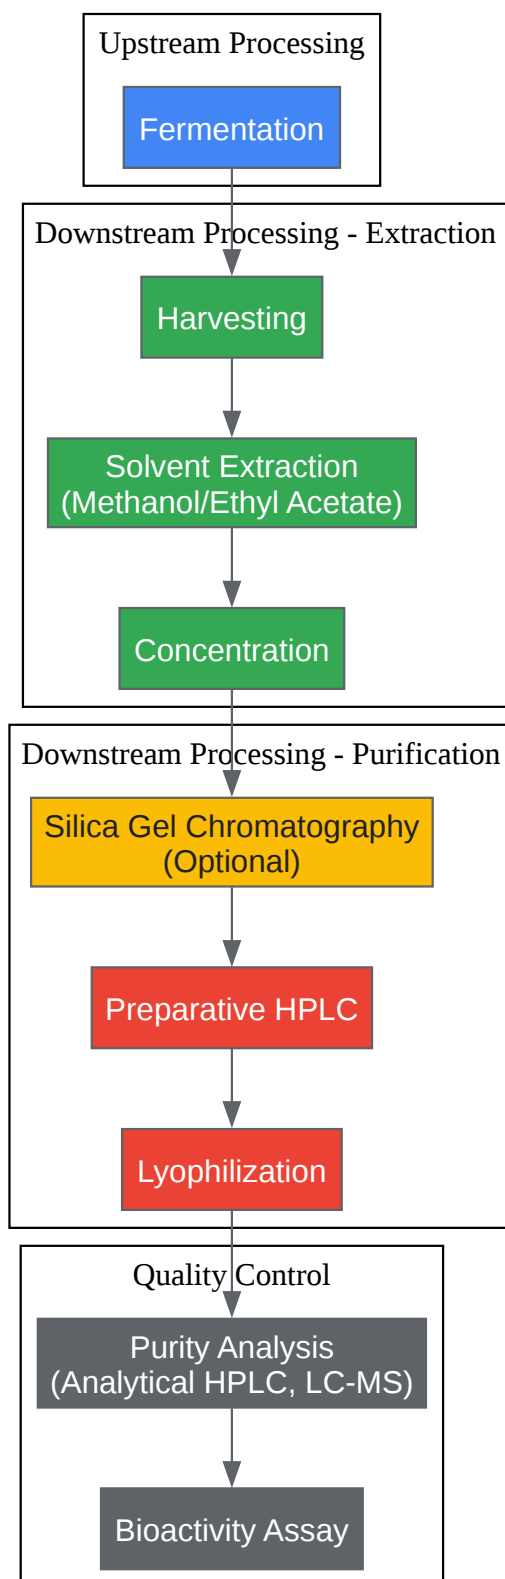 Upstream Processing
Fermentation
Downstream Processing - Extraction
Harvesting
Solvent Extraction
(Methanol/Ethyl Acetate)
Concentration
Downstream Processing - Purification
Silica Gel Chromatography
(Optional)
Preparative HPLC
Lyophilization
Quality Control
Purity Analysis
(Analytical HPLC, LC-MS)
Bioactivity Assay